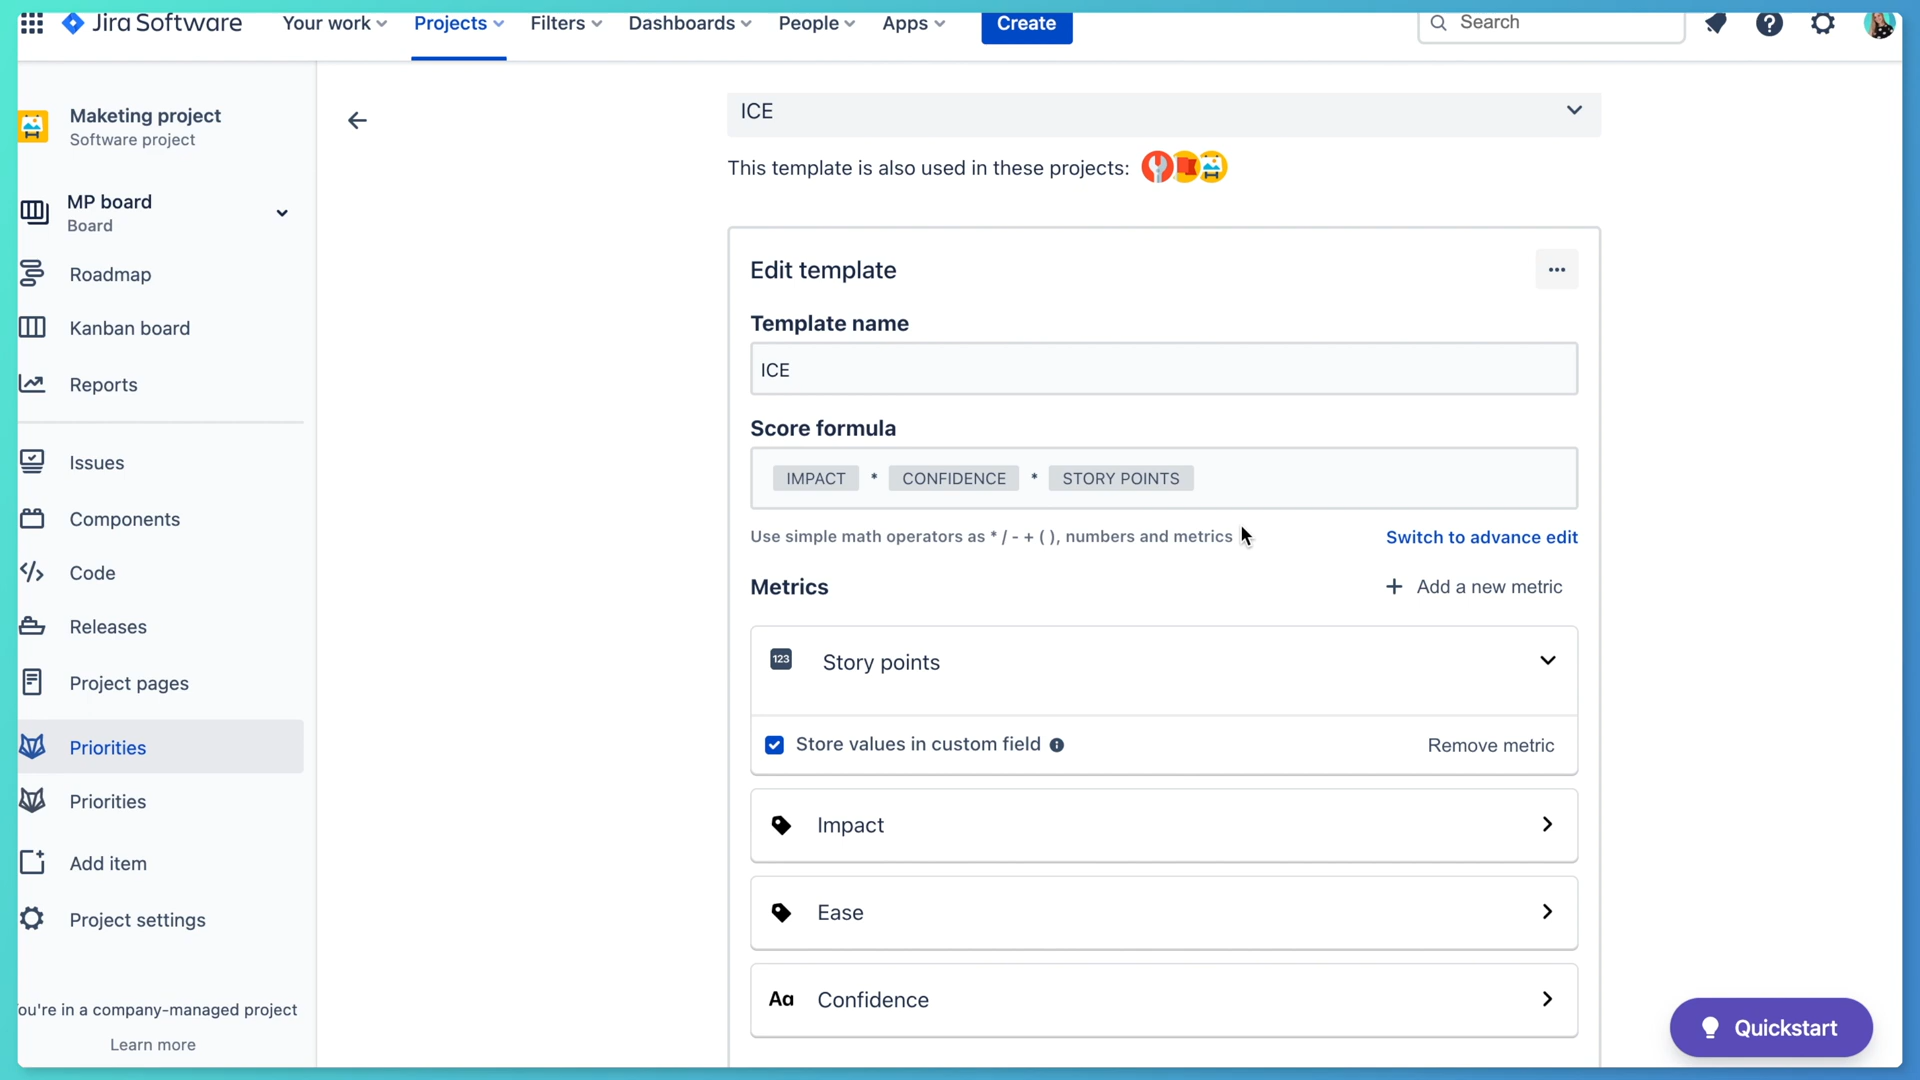 Jira Software
Your work
Projects
Filters
Dashboards
People
Apps
Create
Search
Maketing project
Software project
MP board
Board
Roadmap
Kanban board
Reports
Issues
Components
Code
Releases
Project pages
Priorities
Priorities
Add item
Project settings
ou're in a company-managed project
Learn more
ICE
This template is also used in these projects:
Edit template
Template name
ICE
Score formula
IMPACT * CONFIDENCE * STORY POINTS
Use simple math operators as * / - + ( ), numbers and metrics
Switch to advance edit
Metrics
+ Add a new metric
123 Story points
Store values in custom field
Remove metric
Impact
Ease
Aa Confidence
Quickstart